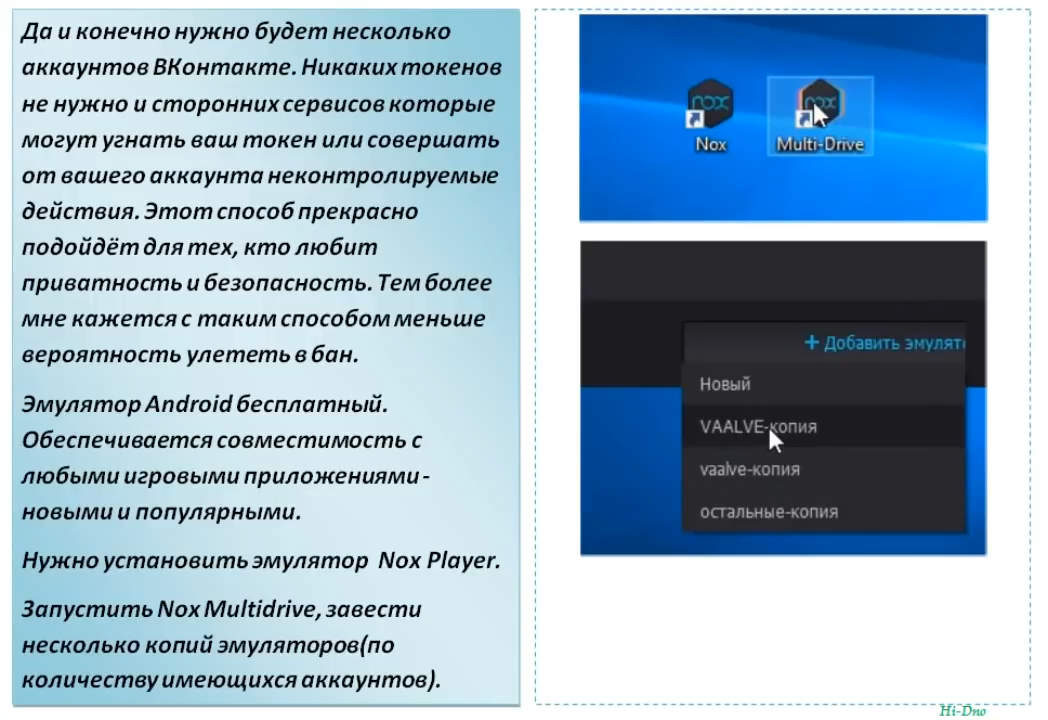 Да и конечно нужно будет несколько
аккаунтов ВКонтакте. Никаких токенов
не нужно и сторонних сервисов которые
могут угнать ваш токен или совершать
от вашего аккаунта неконтролируемые
действия. Этот способ прекрасно
подойдёт для тех, кто любит
приватность и безопасность. Тем более
мне кажется с таким способом меньше
вероятность улететь в бан.
Эмулятор Android бесплатный.
Обеспечивается совместимость с
любыми игровыми приложениями -
новыми и популярными.
Нужно установить эмулятор Nox Player.
Запустить Nox Multidrive, завести
несколько копий эмуляторов(по
количеству имеющихся аккаунтов).
nox
nox
Nox
Multi-Drive
+ Добавить эмулято
Новый
VAALVE-копия
vaalve-копия
остальные-копия
Hi-Dno